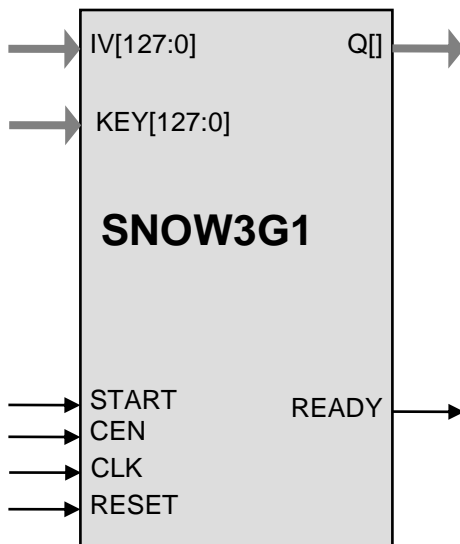 IV[127:0] Q[]
KEY[127:0]
SNOW3G1
START
READY
CEN
CLK
RESET